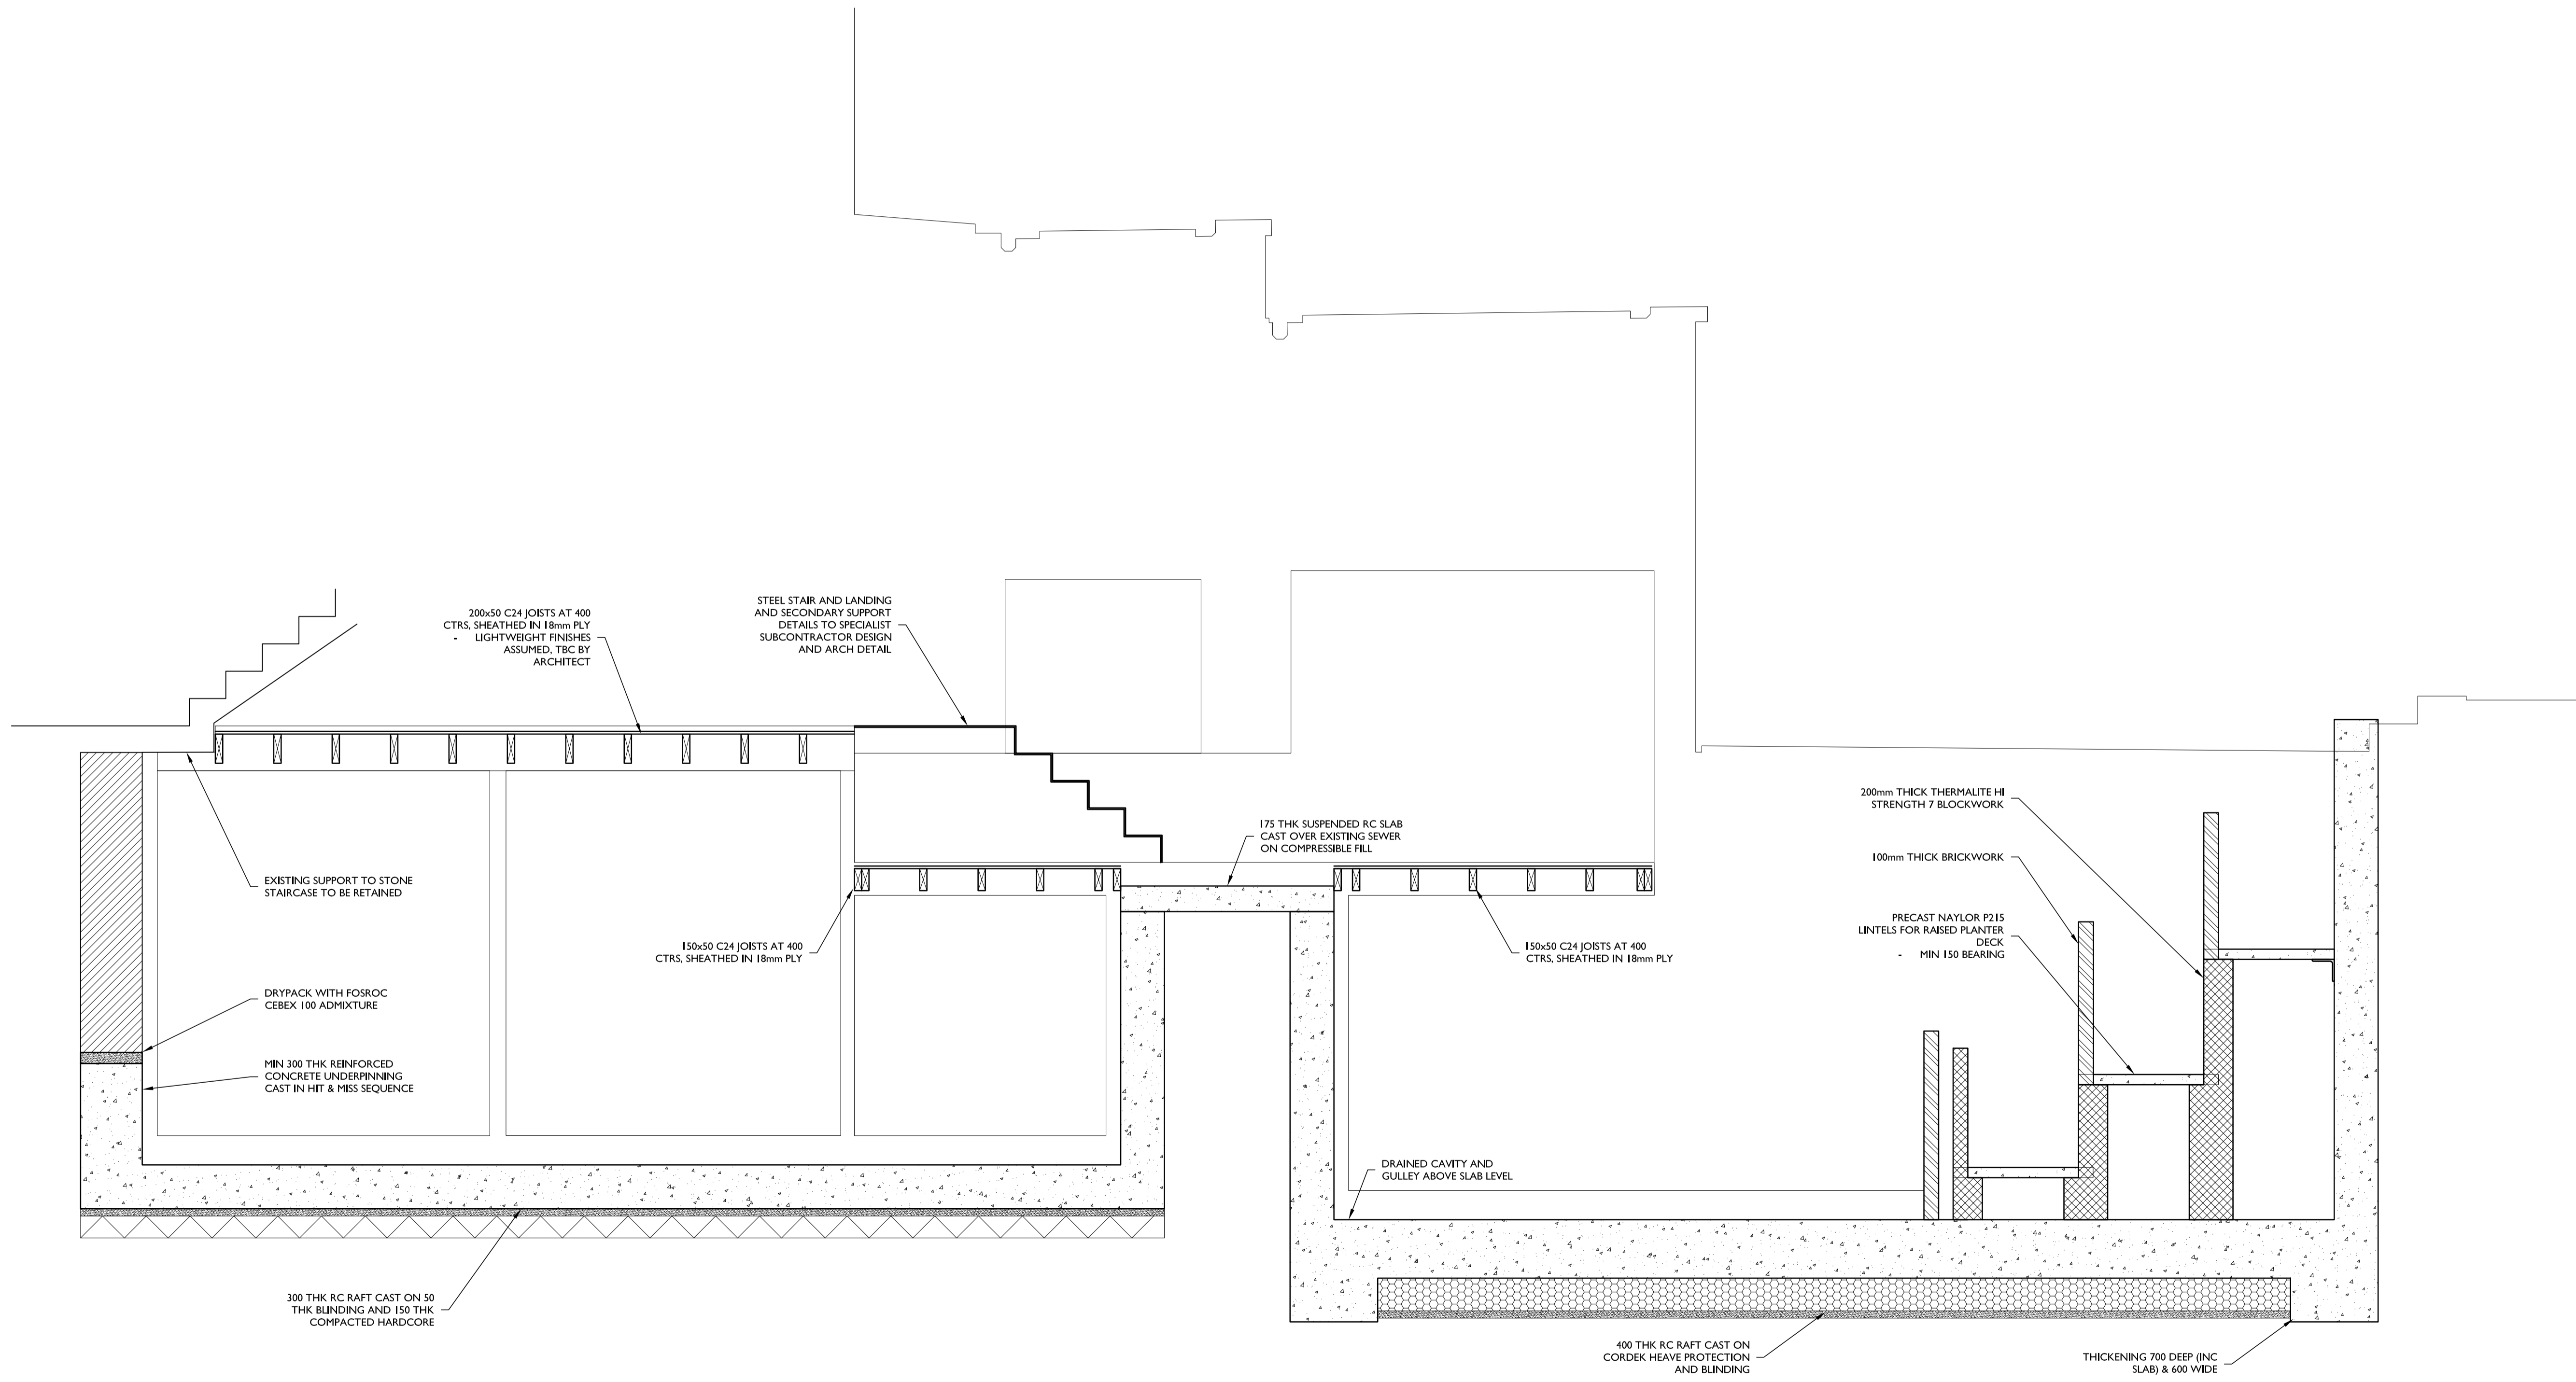 200x50 C24 JOISTS AT 400
CTRS, SHEATHED IN 18mm PLY
- LIGHTWEIGHT FINISHES
ASSUMED, TBC BY
ARCHITECT
STEEL STAIR AND LANDING
AND SECONDARY SUPPORT
DETAILS TO SPECIALIST
SUBCONTRACTOR DESIGN
AND ARCH DETAIL
175 THK SUSPENDED RC SLAB
CAST OVER EXISTING SEWER
ON COMPRESSIBLE FILL
200mm THICK THERMALITE HI
STRENGTH 7 BLOCKWORK
100mm THICK BRICKWORK
PRECAST NAYLOR P215
LINTELS FOR RAISED PLANTER
DECK
- MIN 150 BEARING
EXISTING SUPPORT TO STONE
STAIRCASE TO BE RETAINED
150x50 C24 JOISTS AT 400
CTRS, SHEATHED IN 18mm PLY
150x50 C24 JOISTS AT 400
CTRS, SHEATHED IN 18mm PLY
DRYPACK WITH FOSROC
CEBEX 100 ADMIXTURE
MIN 300 THK REINFORCED
CONCRETE UNDERPINNING
CAST IN HIT & MISS SEQUENCE
DRAINED CAVITY AND
GULLEY ABOVE SLAB LEVEL
300 THK RC RAFT CAST ON 50
THK BLINDING AND 150 THK
COMPACTED HARDCORE
400 THK RC RAFT CAST ON
CORDEK HEAVE PROTECTION
AND BLINDING
THICKENING 700 DEEP (INC
SLAB) & 600 WIDE